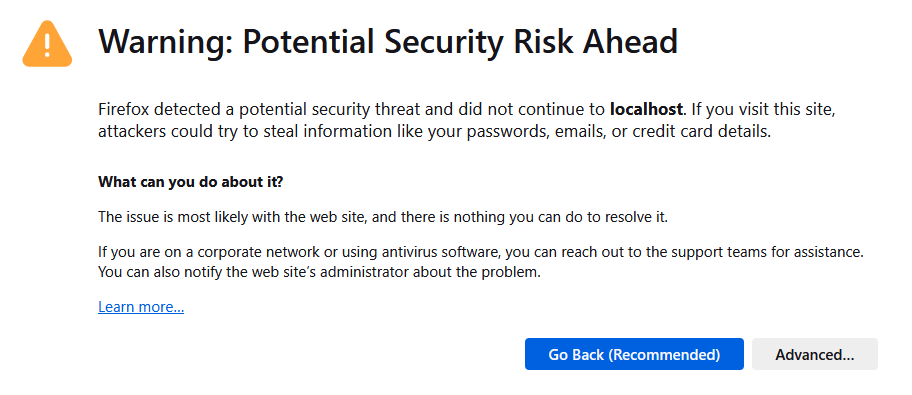 Warning: Potential Security Risk Ahead
Firefox detected a potential security threat and did not continue to localhost. If you visit this site,
attackers could try to steal information like your passwords, emails, or credit card details.
What can you do about it?
The issue is most likely with the web site, and there is nothing you can do to resolve it.
If you are on a corporate network or using antivirus software, you can reach out to the support teams for assistance.
You can also notify the web site’s administrator about the problem.
Learn more…
Go Back (Recommended)
Advanced...